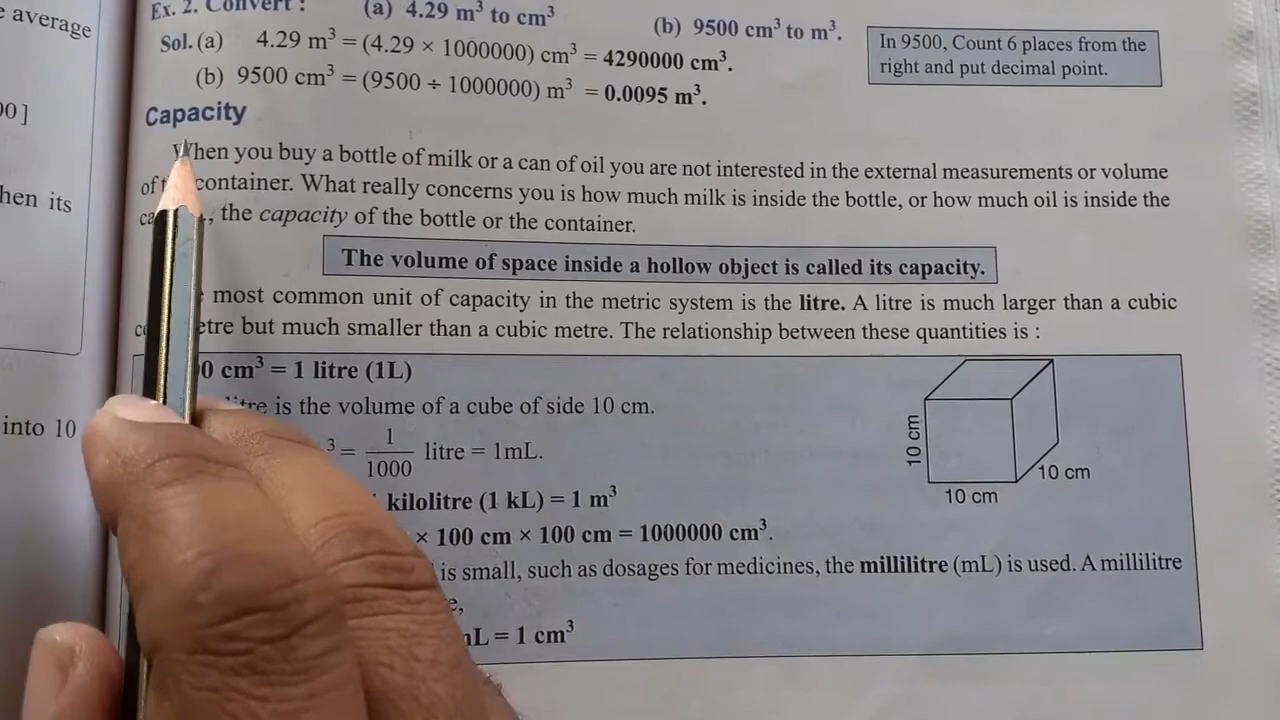 e average
00]
hen its
into 10
Ex. 2. Convert : (a) 4.29 m³ to cm³ (b) 9500 cm³ to m³.
Sol. (a) 4.29 m³ = (4.29 × 1000000) cm³ = 4290000 cm³.
(b) 9500 cm³ = (9500 ÷ 1000000) m³ = 0.0095 m³.
In 9500, Count 6 places from the
right and put decimal point.
Capacity
When you buy a bottle of milk or a can of oil you are not interested in the external measurements or volume
of container. What really concerns you is how much milk is inside the bottle, or how much oil is inside the
, the capacity of the bottle or the container.
The volume of space inside a hollow object is called its capacity.
most common unit of capacity in the metric system is the litre. A litre is much larger than a cubic
etre but much smaller than a cubic metre. The relationship between these quantities is :
0 cm³ = 1 litre (1L)
litre is the volume of a cube of side 10 cm.
³ = 1/1000 litre = 1mL.
kilolitre (1 kL) = 1 m³
× 100 cm × 100 cm = 1000000 cm³.
is small, such as dosages for medicines, the millilitre (mL) is used. A millilitre
e,
mL = 1 cm³
10 cm
10 cm
10 cm